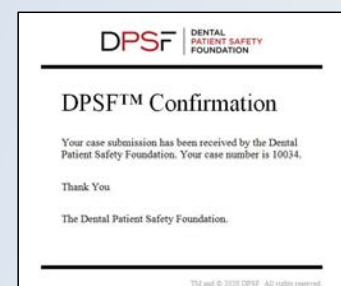 DPSF
DENTAL
PATIENT SAFETY
FOUNDATION
DPSF™ Confirmation
Your case submission has been received by the Dental
Patient Safety Foundation. Your case number is 10034.
Thank You
The Dental Patient Safety Foundation.
TM and © 2020 DPSF. All rights reserved.